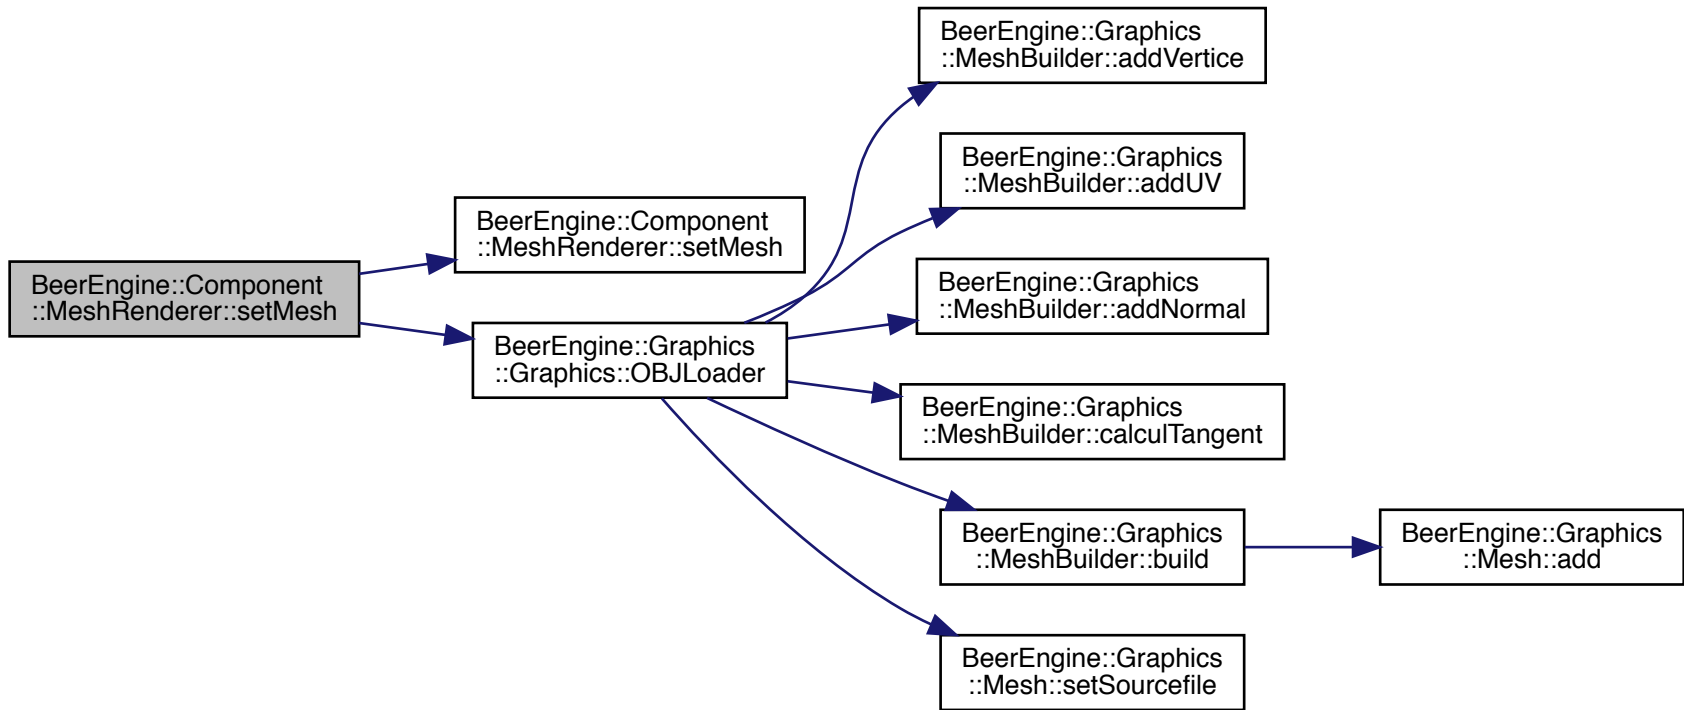 BeerEngine::Component
::MeshRenderer::setMesh
BeerEngine::Component
::MeshRenderer::setMesh
BeerEngine::Graphics
::Graphics::OBJLoader
BeerEngine::Graphics
::MeshBuilder::addVertice
BeerEngine::Graphics
::MeshBuilder::addUV
BeerEngine::Graphics
::MeshBuilder::addNormal
BeerEngine::Graphics
::MeshBuilder::calculTangent
BeerEngine::Graphics
::MeshBuilder::build
BeerEngine::Graphics
::Mesh::add
BeerEngine::Graphics
::Mesh::setSourcefile